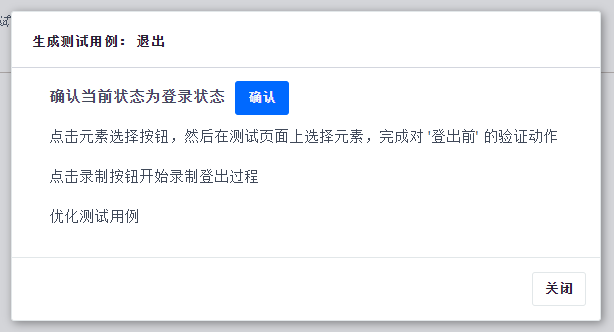 试
生成测试用例： 退出
确认当前状态为登录状态 确认
点击元素选择按钮，然后在测试页面上选择元素，完成对 '登出前' 的验证动作
点击录制按钮开始录制登出过程
优化测试用例
关闭